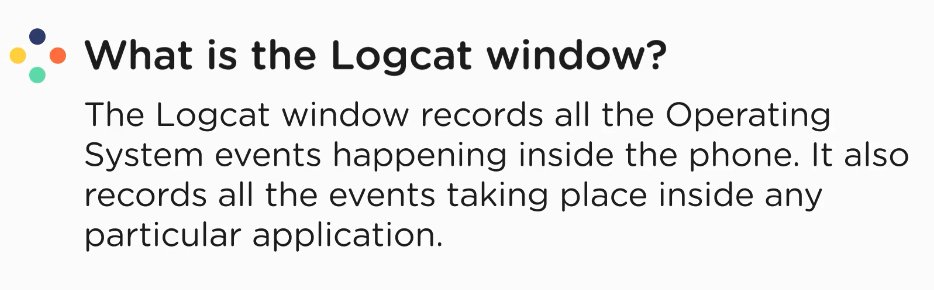 What is the Logcat window?
The Logcat window records all the Operating
System events happening inside the phone. It also
records all the events taking place inside any
particular application.